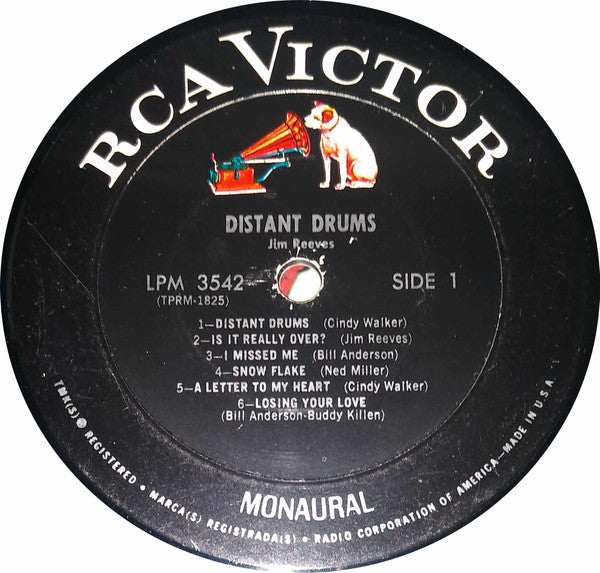 RCA VICTOR
DISTANT DRUMS
Jim Reeves
LPM 3542
(TPRM-1825)
SIDE 1
1—DISTANT DRUMS (Cindy Walker)
2—IS IT REALLY OVER? (Jim Reeves)
3—I MISSED ME (Bill Anderson)
4—SNOW FLAKE (Ned Miller)
5—A LETTER TO MY HEART (Cindy Walker)
6—LOSING YOUR LOVE
(Bill Anderson-Buddy Killen)
MONAURAL
TMK(S) ® REGISTERED • MARCA(S) REGISTRADA(S) • RADIO CORPORATION OF AMERICA—MADE IN U.S.A.